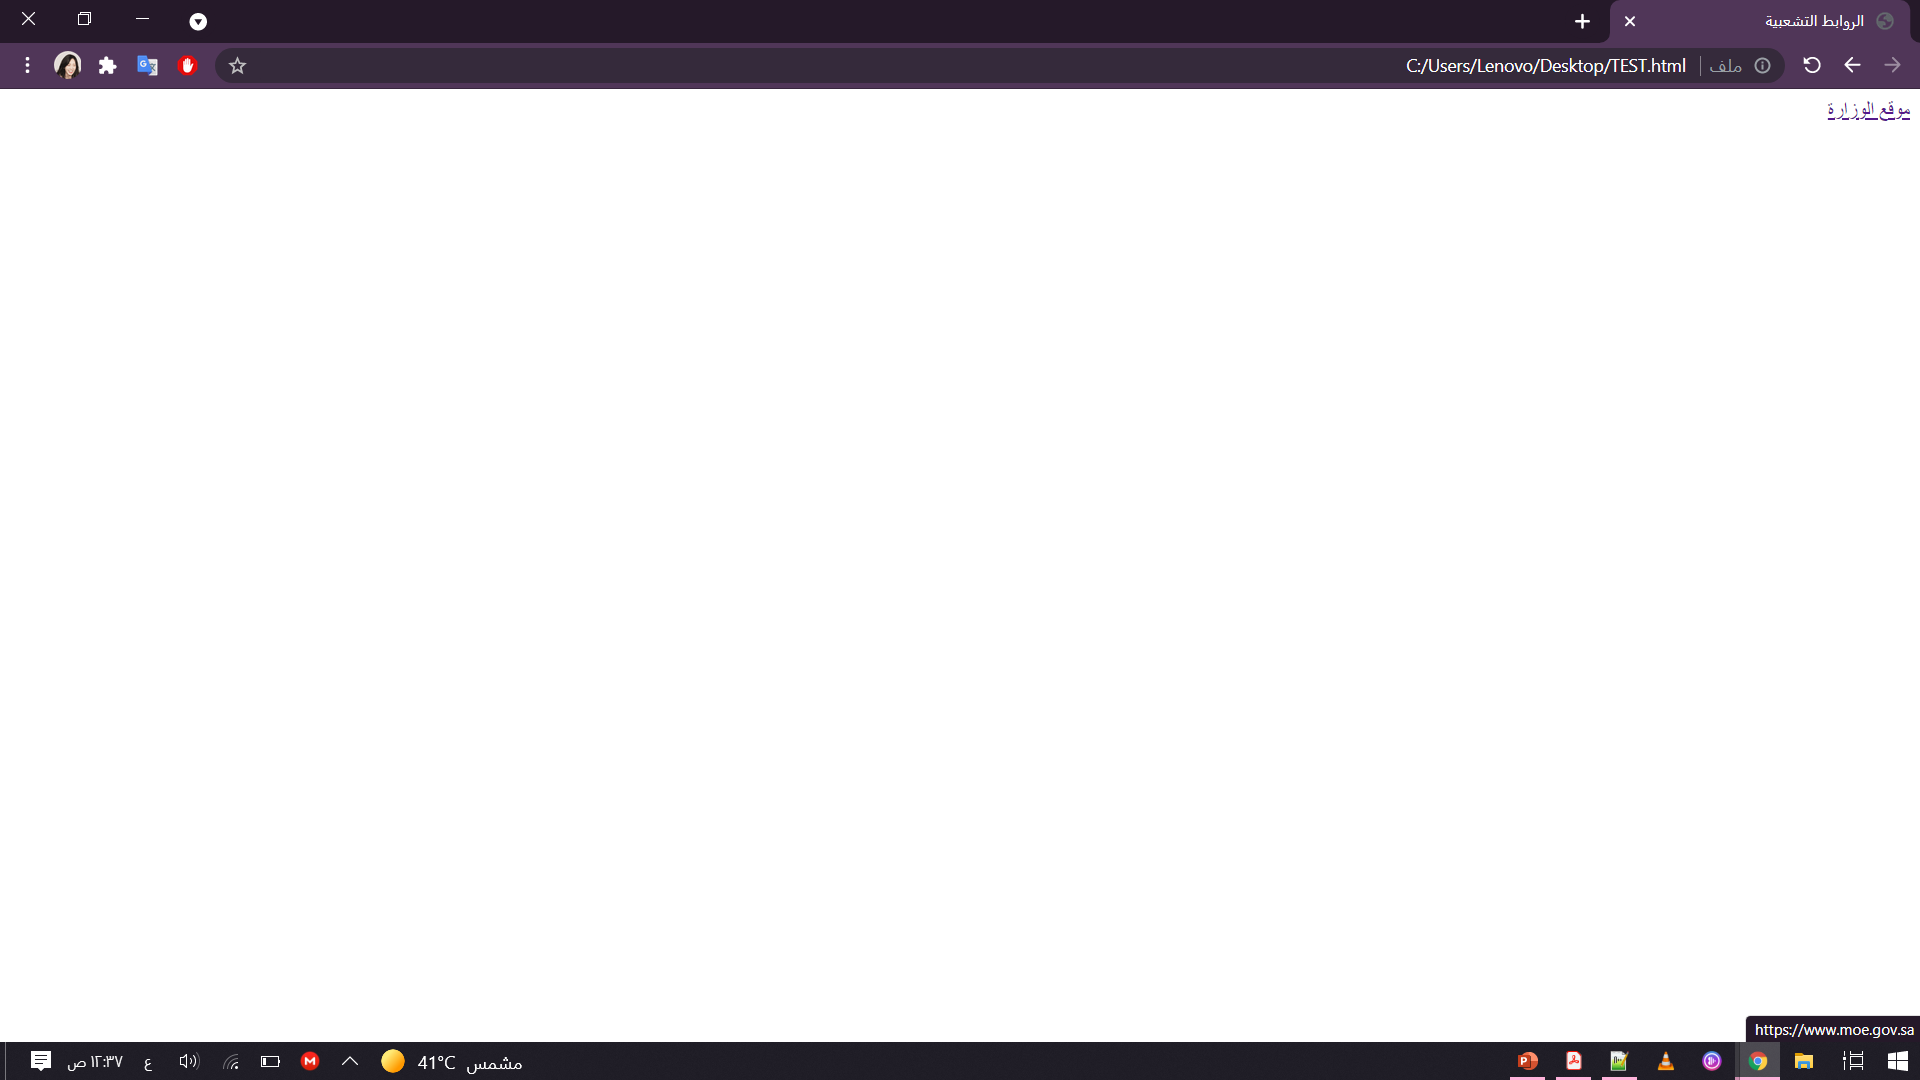 الروابط التشعبية
ملف | C:/Users/Lenovo/Desktop/TEST.html
موقع الوزارة
https://www.moe.gov.sa
مشمس 41°C
ع
١٢:٣٧ ص